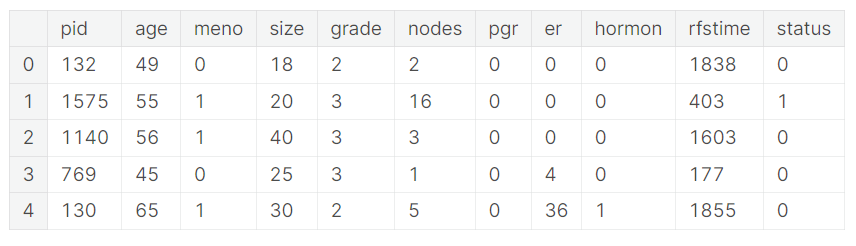 pid age meno size grade nodes pgr er hormon rfstime status
0 132 49 0 18 2 2 0 0 0 1838 0
1 1575 55 1 20 3 16 0 0 0 403 1
2 1140 56 1 40 3 3 0 0 0 1603 0
3 769 45 0 25 3 1 0 4 0 177 0
4 130 65 1 30 2 5 0 36 1 1855 0